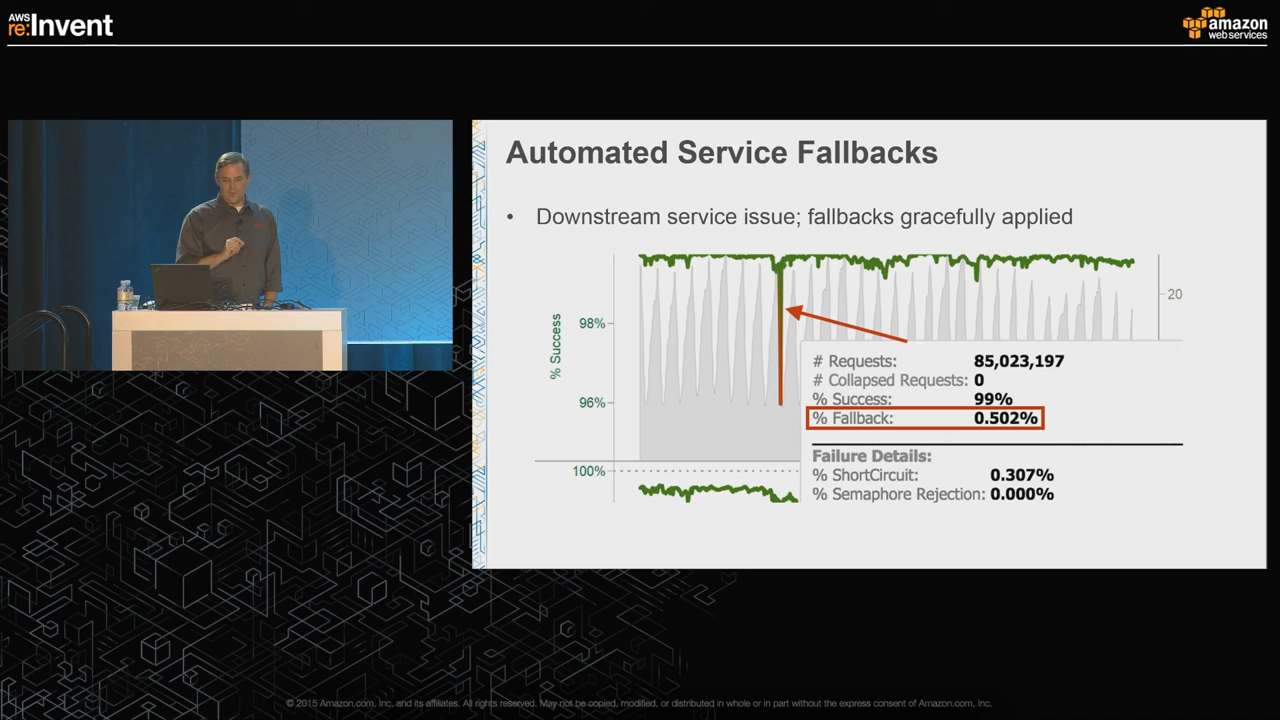 AWS
re:Invent
amazon
web services
Automated Service Fallbacks
• Downstream service issue; fallbacks gracefully applied
% Success
98%
96%
100%
20
# Requests: 85,023,197
# Collapsed Requests: 0
% Success: 99%
% Fallback: 0.502%
Failure Details:
% ShortCircuit: 0.307%
% Semaphore Rejection: 0.000%
© 2015 Amazon.com, Inc. and its affiliates. All rights reserved. May not be copied, modified, or distributed in whole or in part without the express consent of Amazon.com, Inc.